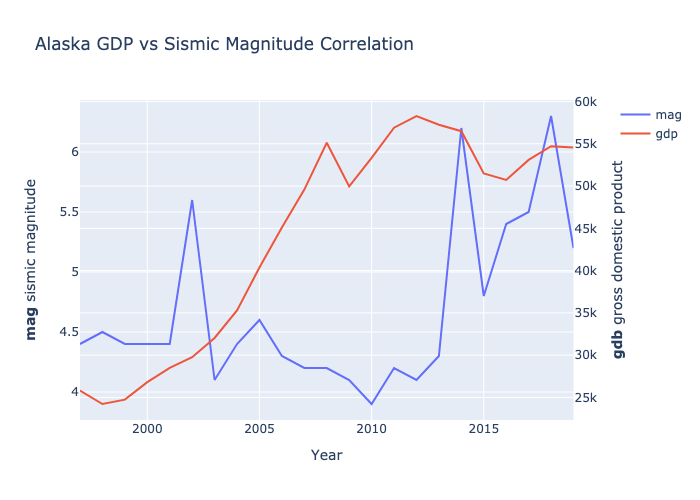 Alaska GDP vs Sismic Magnitude Correlation
mag sismic magnitude
6
5.5
5
4.5
4
60k
55k
50k
45k
40k
35k
30k
25k
gdb gross domestic product
mag
gdp
2000
2005
2010
2015
Year